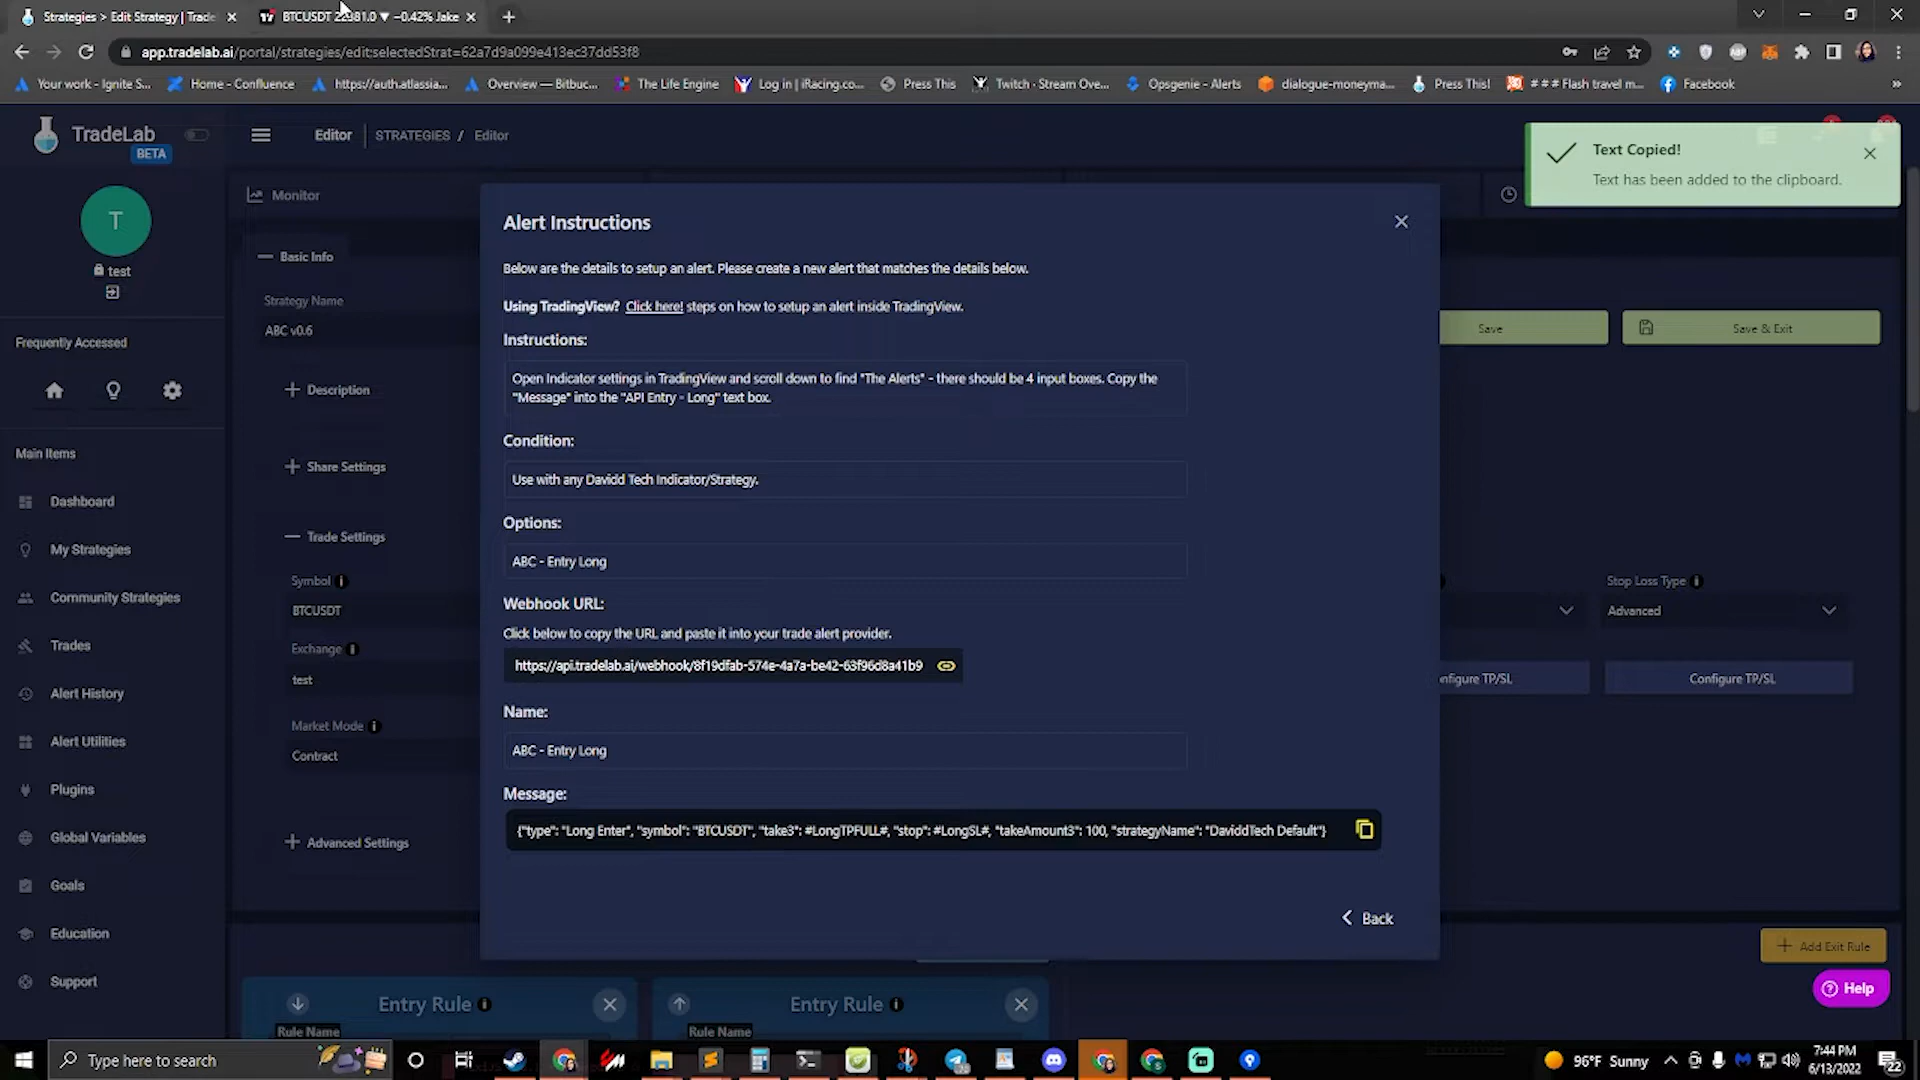 Strategies > Edit Strategy | Trade
BTCUSDT 22381.0 ▼ −0.42% Jake
app.tradelab.ai/portal/strategies/edit;selectedStrat=62a7d9a099e413ec37dd53f8
Your work - Ignite S...
Home - Confluence
https://auth.atlassia...
Overview — Bitbuc...
The Life Engine
Log in | iRacing.co...
Press This
Twitch - Stream Ove...
Opsgenie - Alerts
dialogue-moneyma...
Press This!
# # # Flash travel m...
Facebook
»
TradeLab
BETA
Editor
STRATEGIES / Editor
Text Copied!
Text has been added to the clipboard.
T
test
Frequently Accessed
Main Items
Dashboard
My Strategies
Community Strategies
Trades
Alert History
Alert Utilities
Plugins
Global Variables
Goals
Education
Support
Monitor
Basic Info
Strategy Name
ABC v0.6
Description
Share Settings
Trade Settings
Symbol
BTCUSDT
Exchange
test
Market Mode
Contract
Advanced Settings
Alert Instructions
Below are the details to setup an alert. Please create a new alert that matches the details below.
Using TradingView? Click here! steps on how to setup an alert inside TradingView.
Instructions:
Open Indicator settings in TradingView and scroll down to find "The Alerts" - there should be 4 input boxes. Copy the
"Message" into the "API Entry - Long" text box.
Condition:
Use with any Davidd Tech Indicator/Strategy.
Options:
ABC - Entry Long
Webhook URL:
Click below to copy the URL and paste it into your trade alert provider.
https://api.tradelab.ai/webhook/8f19dfab-574e-4a7a-be42-63f96d8a41b9
Name:
ABC - Entry Long
Message:
{"type": "Long Enter", "symbol": "BTCUSDT", "take3": #LongTPFULL#, "stop": #LongSL#, "takeAmount3": 100, "strategyName": "DaviddTech Default"}
Back
Save
Save & Exit
Stop Loss Type
Advanced
nfigure TP/SL
Configure TP/SL
Add Exit Rule
Help
Entry Rule
Rule Name
Entry Rule
Rule Name
Type here to search
96°F Sunny
7:44 PM
6/13/2022
22